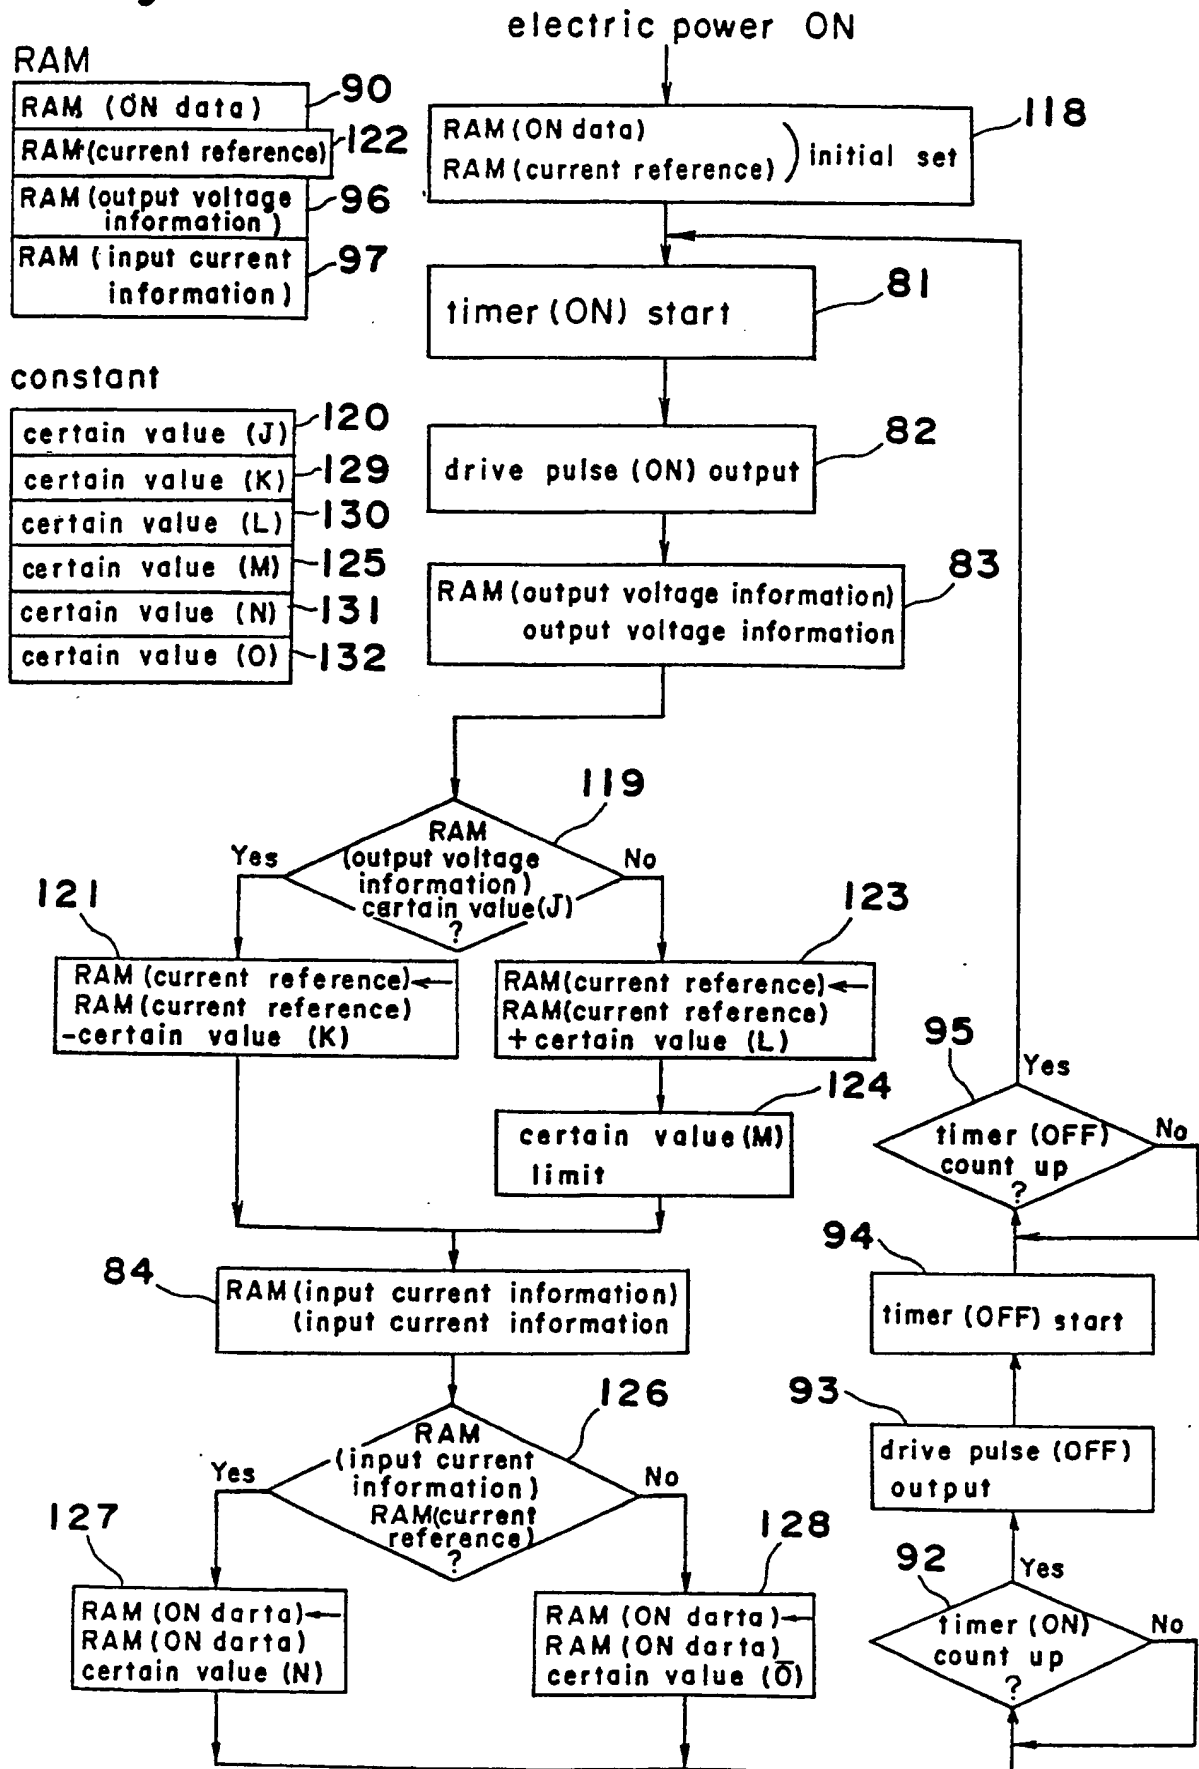 electric power ON
RAM
RAM (ON data)
90
RAM (current reference)
122
RAM (output voltage
information)
96
RAM (input current
information)
97
constant
certain value (J)
120
certain value (K)
129
certain value (L)
130
certain value (M)
125
certain value (N)
131
certain value (O)
132
RAM (ON data)
RAM (current reference)
) initial set
118
timer (ON) start
81
drive pulse (ON) output
82
RAM (output voltage information)
output voltage information
83
119
RAM
(output voltage
information)
certain value (J)
?
Yes
No
121
RAM (current reference) ←
RAM (current reference)
-certain value (K)
123
RAM (current reference) ←
RAM (current reference)
+ certain value (L)
124
certain value (M)
limit
84
RAM (input current information)
(input current information
126
RAM
(input current
information)
RAM (current
reference)
?
Yes
No
127
RAM (ON darta) ←
RAM (ON darta)
certain value (N)
128
RAM (ON darta) ←
RAM (ON darta)
certain value (O̅)
95
Yes
timer (OFF)
count up
?
No
94
timer (OFF) start
93
drive pulse (OFF)
output
92
Yes
timer (ON)
count up
?
No